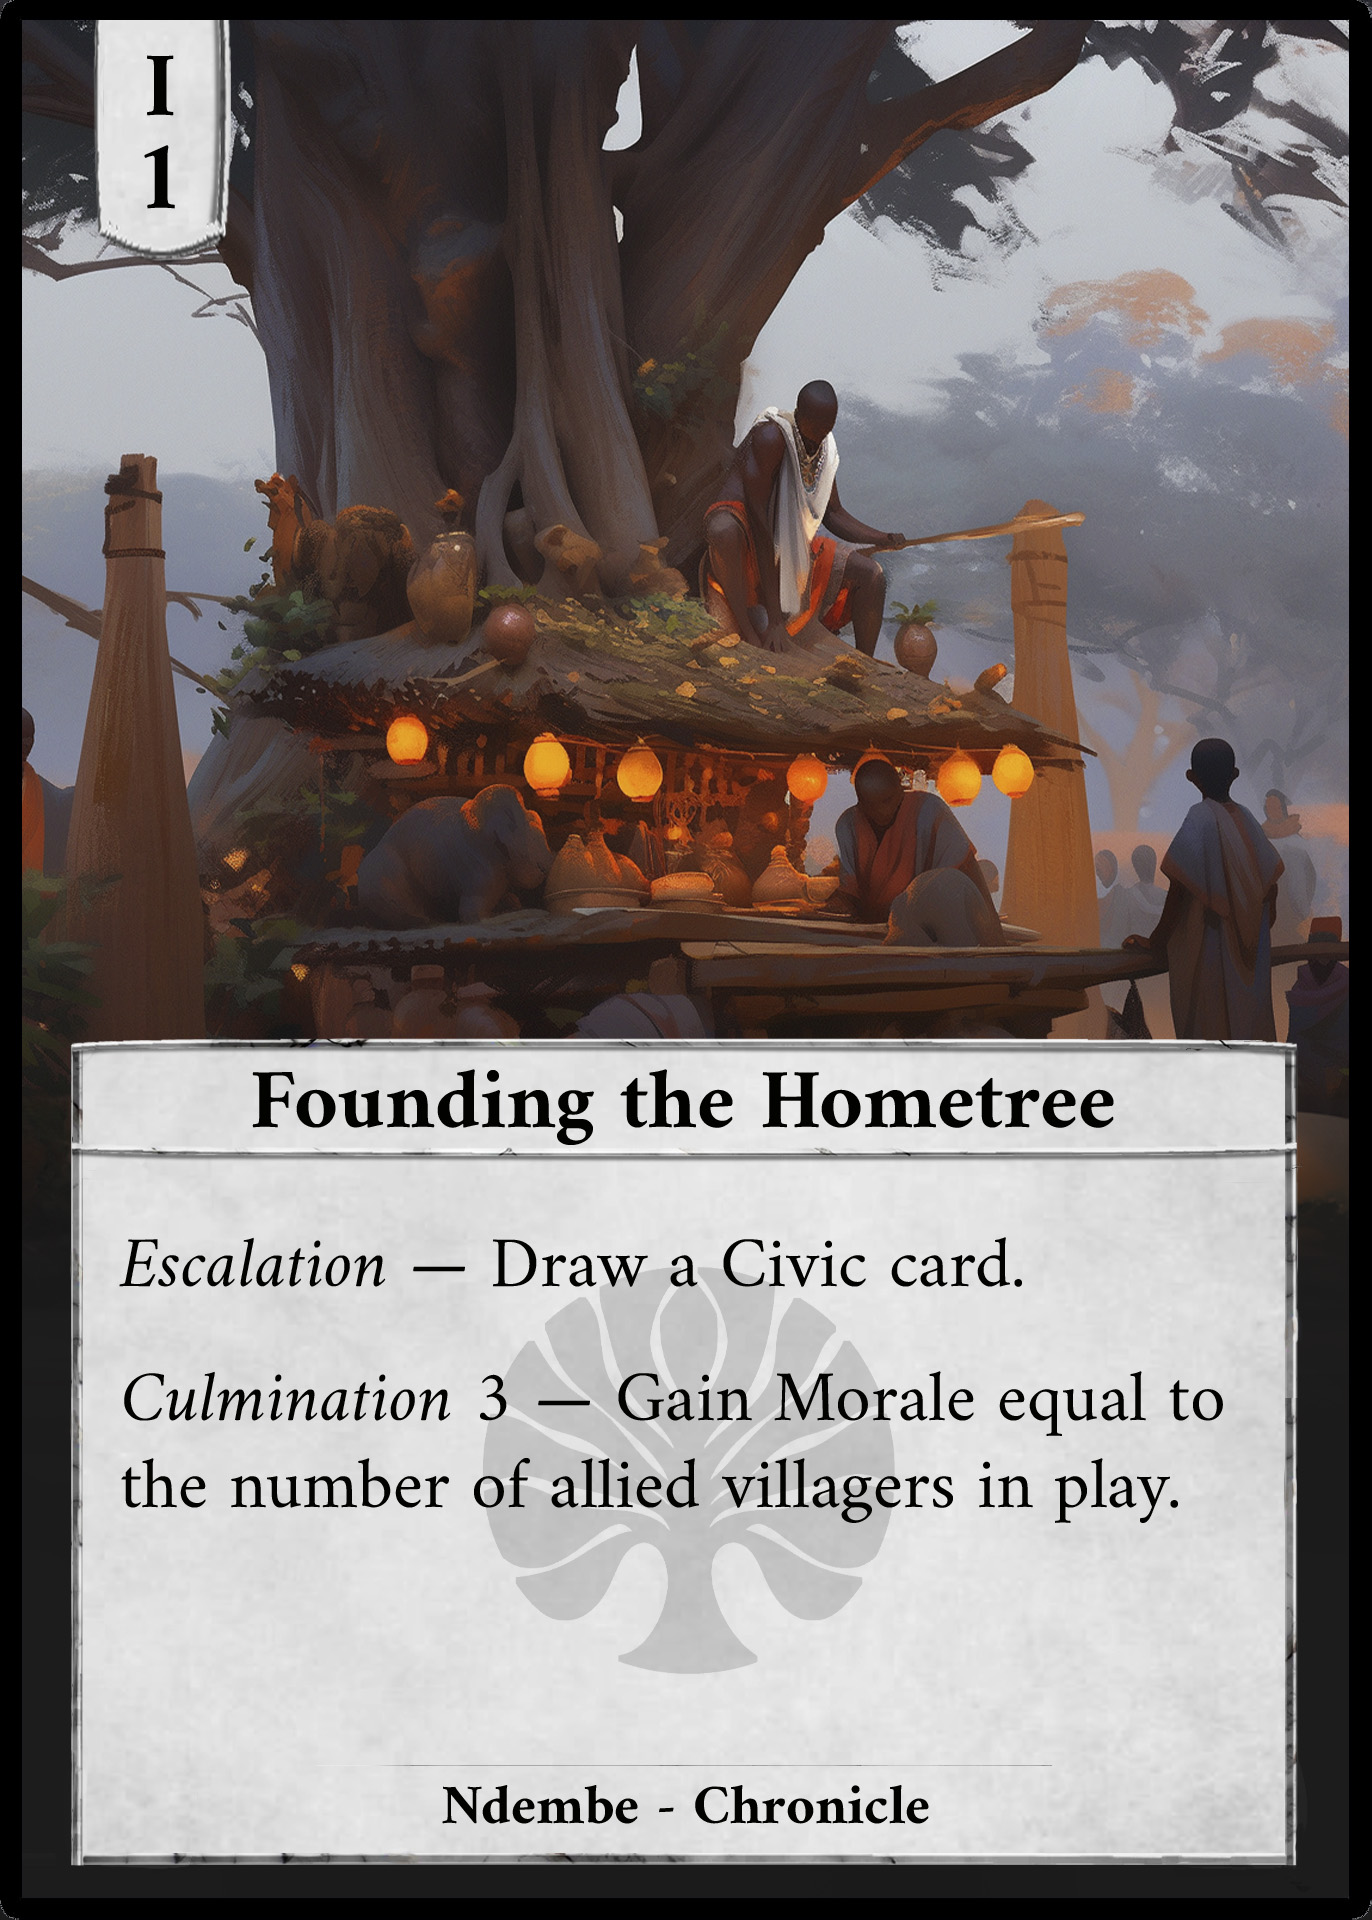 I
1
Founding the Hometree
Escalation — Draw a Civic card.
Culmination 3 — Gain Morale equal to
the number of allied villagers in play.
Ndembe - Chronicle